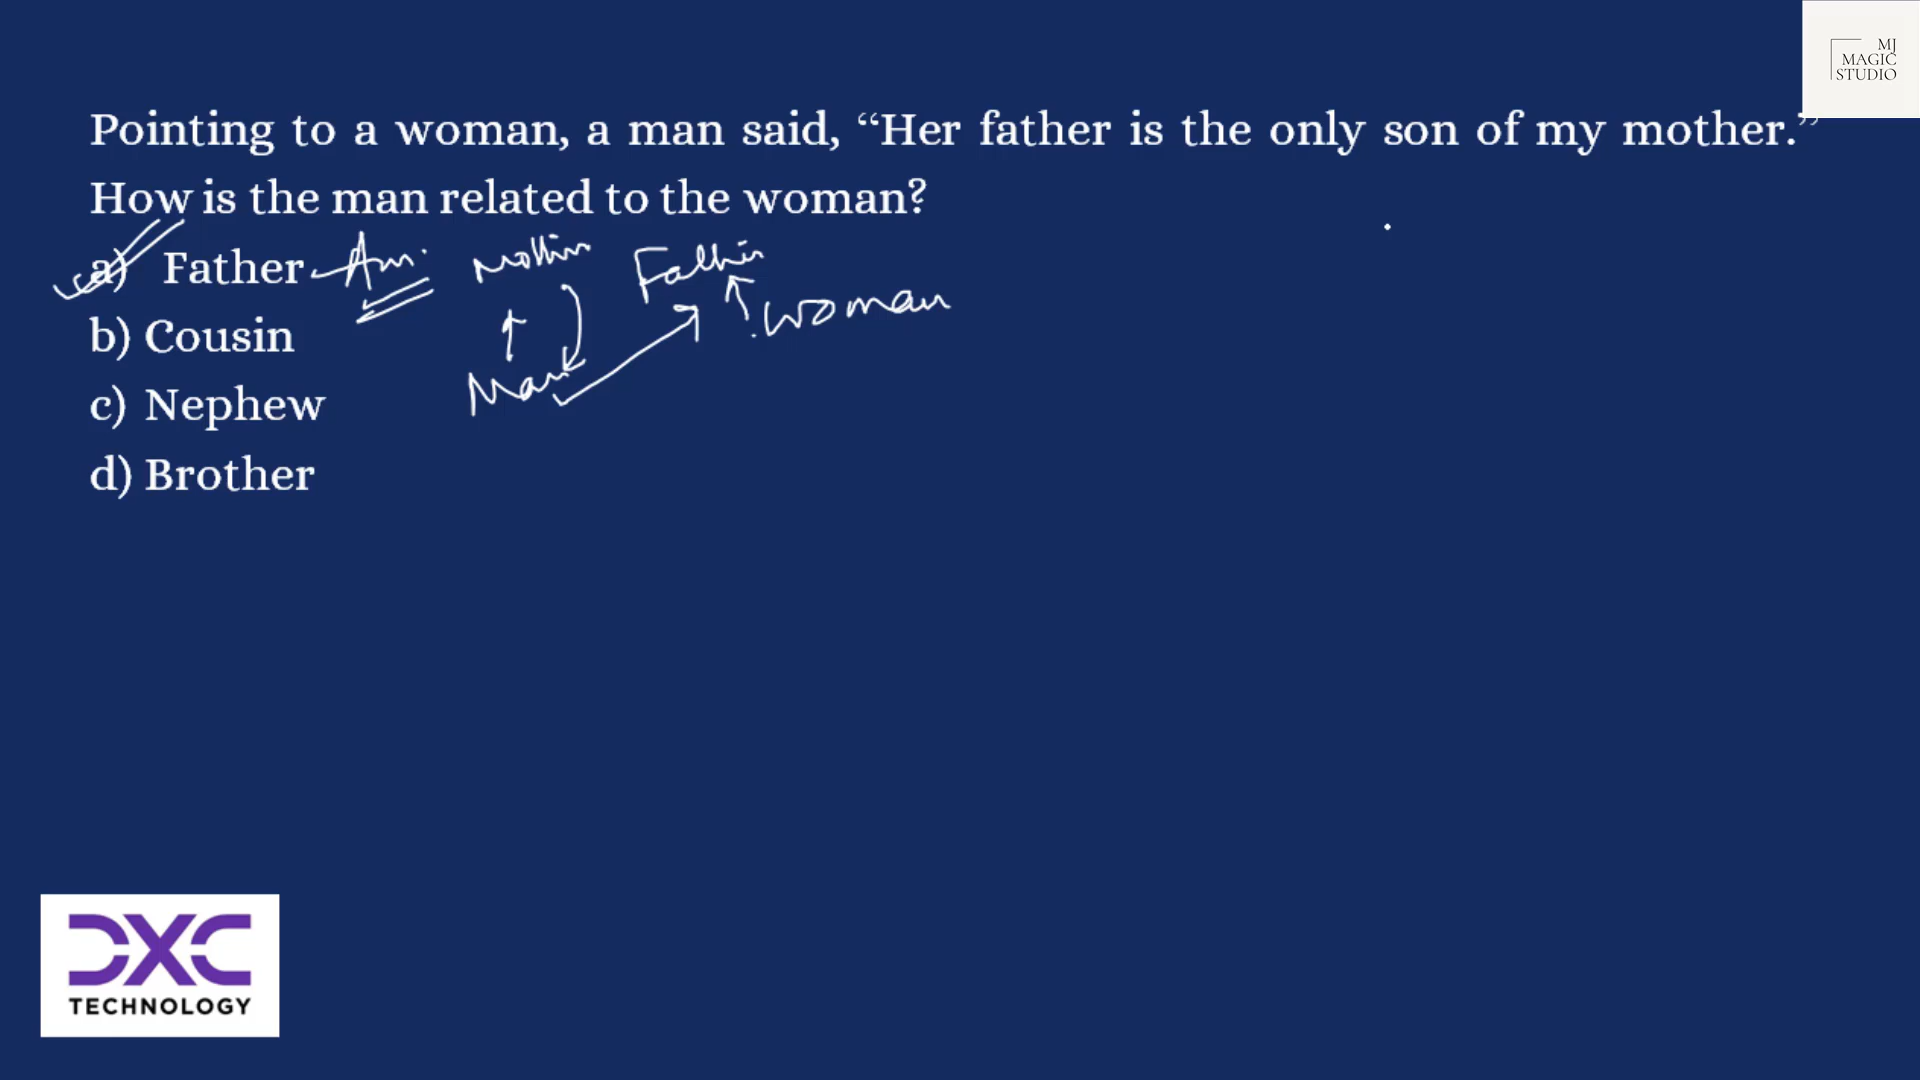 MJ
MAGIC
STUDIO
Pointing to a woman, a man said, “Her father is the only son of my mother.”
How is the man related to the woman?
a) Father Ans.
b) Cousin
c) Nephew
d) Brother
Mother Father
woman
Man
DXC
TECHNOLOGY